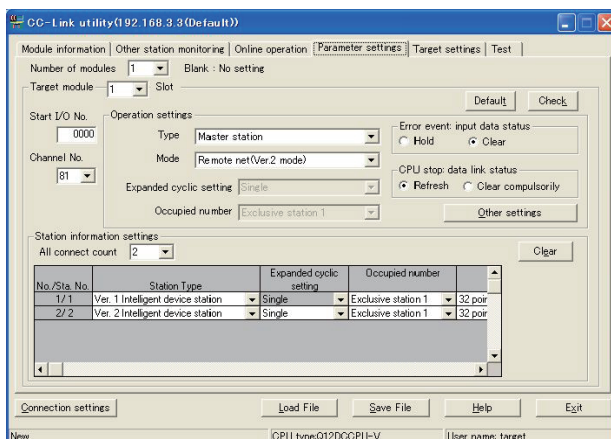 CC-Link utility(192.168.3.3(Default))
Module information | Other station monitoring | Online operation | Parameter settings | Target settings | Test
Number of modules 1 Blank : No setting
Target module 1 Slot
Default Check
Start I/O No. Operation settings
0000 Type Master station
Error event: input data status
Hold Clear
Channel No. Mode Remote net(Ver.2 mode)
81
CPU stop: data link status
Refresh Clear compulsorily
Expanded cyclic setting Single
Occupied number Exclusive station 1
Other settings
Station information settings
All connect count 2 Clear
No./Sta. No. Station Type Expanded cyclic setting Occupied number
1/1 Ver. 1 Intelligent device station Single Exclusive station 1 32 poir
2/2 Ver. 2 Intelligent device station Single Exclusive station 1 32 poir
Connection settings Load File Save File Help Exit
New CPU type:Q12DCCPU-V User name: target